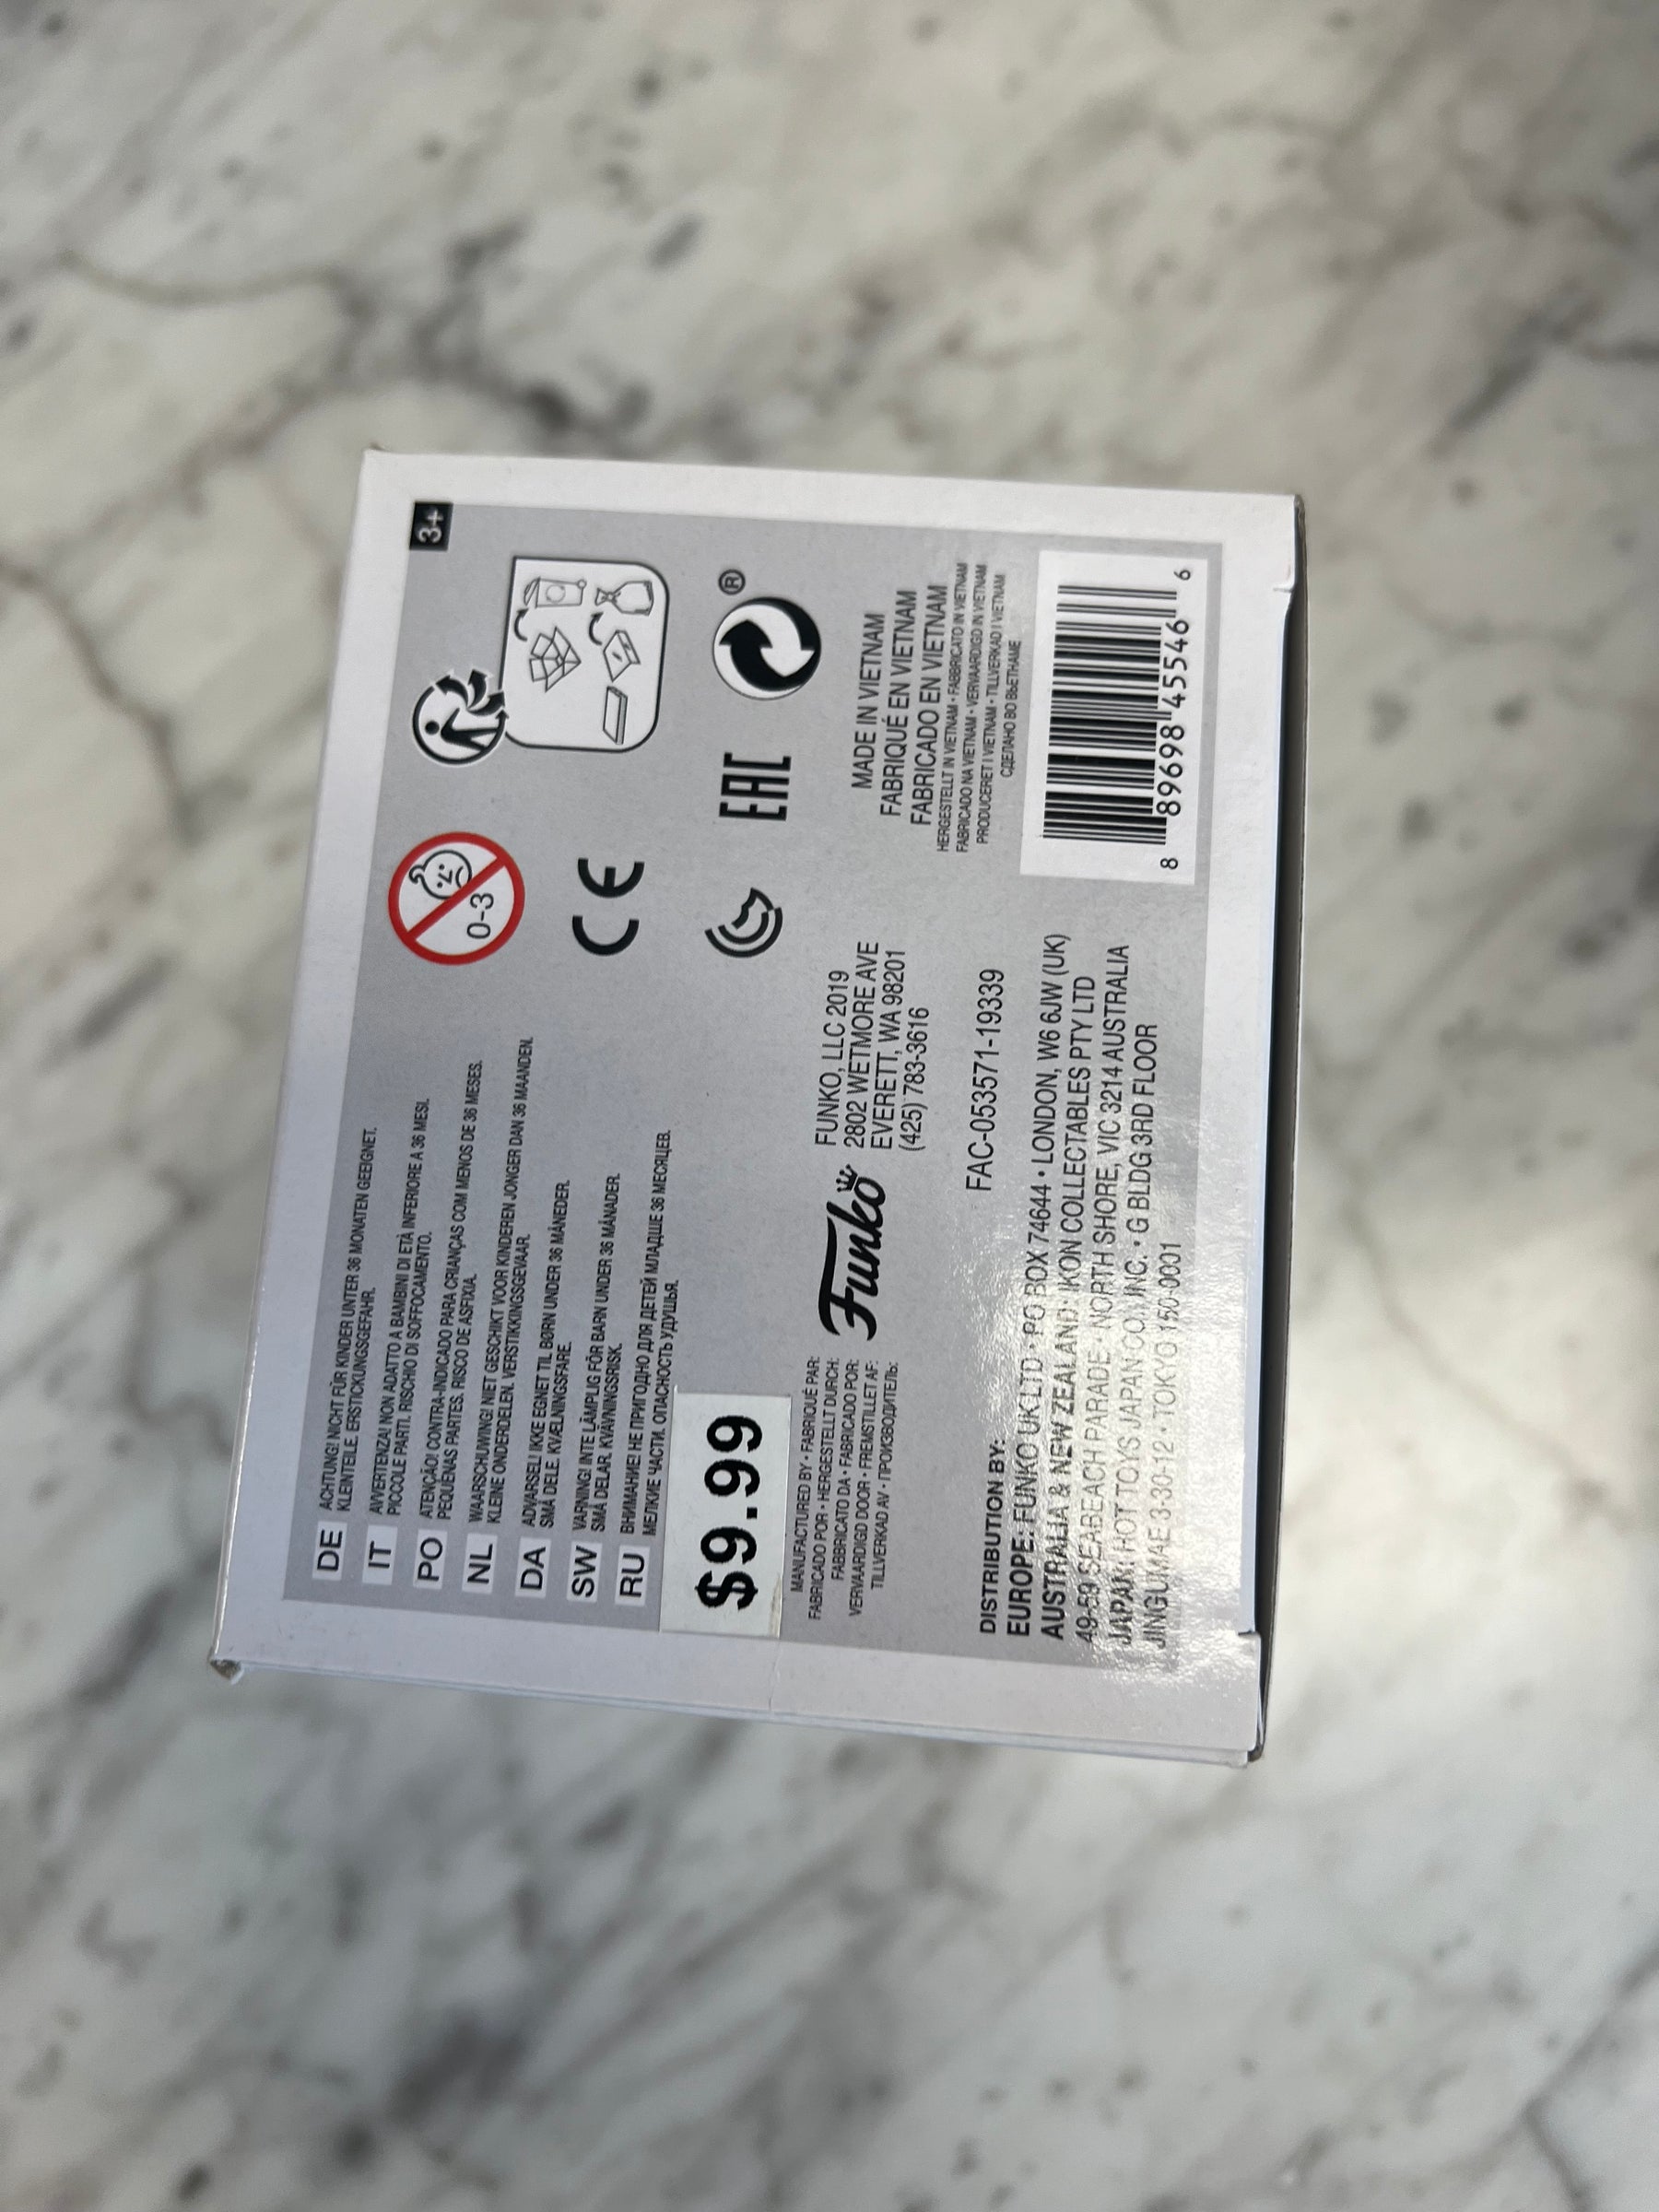 3+
DE ACHTUNG! NICHT FÜR KINDER UNTER 36 MONATEN GEEIGNET.
KLEINTEILE. ERSTICKUNGSGEFAHR.
IT AVVERTENZA! NON ADATTO A BAMBINI DI ETÀ INFERIORE A 36 MESI.
PICCOLE PARTI. RISCHIO DI SOFFOCAMENTO.
PO ATENÇÃO! CONTRA-INDICADO PARA CRIANÇAS COM MENOS DE 36 MESES.
PEQUENAS PARTES. RISCO DE ASFIXIA.
NL WAARSCHUWING! NIET GESCHIKT VOOR KINDEREN JONGER DAN 36 MAANDEN.
KLEINE ONDERDELEN. VERSTIKKINGSGEVAAR.
DA ADVARSEL! IKKE EGNET TIL BØRN UNDER 36 MÅNEDER.
SMÅ DELE. KVÆLNINGSFARE.
SW VARNING! INTE LÄMPLIG FÖR BARN UNDER 36 MÅNADER.
SMÅ DELAR. KVÄVNINGSRISK.
RU ВНИМАНИЕ! НЕ ПРИГОДНО ДЛЯ ДЕТЕЙ МЛАДШЕ 36 МЕСЯЦЕВ.
МЕЛКИЕ ЧАСТИ. ОПАСНОСТЬ УДУШЬЯ.
0-3
CE
EAC
®
$9.99
MANUFACTURED BY • FABRIQUÉ PAR:
FABRICADO POR • HERGESTELLT DURCH:
FABBRICATO DA • FABRICADO POR:
VERVAARDIGD DOOR • FREMSTILLET AF:
TILLVERKAD AV • ПРОИЗВОДИТЕЛЬ:
Funko
FUNKO, LLC 2019
2802 WETMORE AVE
EVERETT, WA 98201
(425) 783-3616
FAC-053571-19339
MADE IN VIETNAM
FABRIQUÉ EN VIETNAM
FABRICADO EN VIETNAM
HERGESTELLT IN VIETNAM • FABBRICATO IN VIETNAM
FABRICADO NA VIETNAM • VERVAARDIGD IN VIETNAM
PRODUCERET I VIETNAM • TILLVERKAD I VIETNAM
СДЕЛАНО ВО ВЬЕТНАМЕ
DISTRIBUTION BY:
EUROPE: FUNKO UK LTD • PO BOX 74644 • LONDON, W6 6JW (UK)
AUSTRALIA & NEW ZEALAND: IKON COLLECTABLES PTY LTD
49-59 SEABEACH PARADE • NORTH SHORE, VIC 3214 AUSTRALIA
JAPAN: HOT TOYS JAPAN CO., INC. • G BLDG 3RD FLOOR
JINGUMAE 3-30-12 • TOKYO 150-0001
8 89698 45546 6